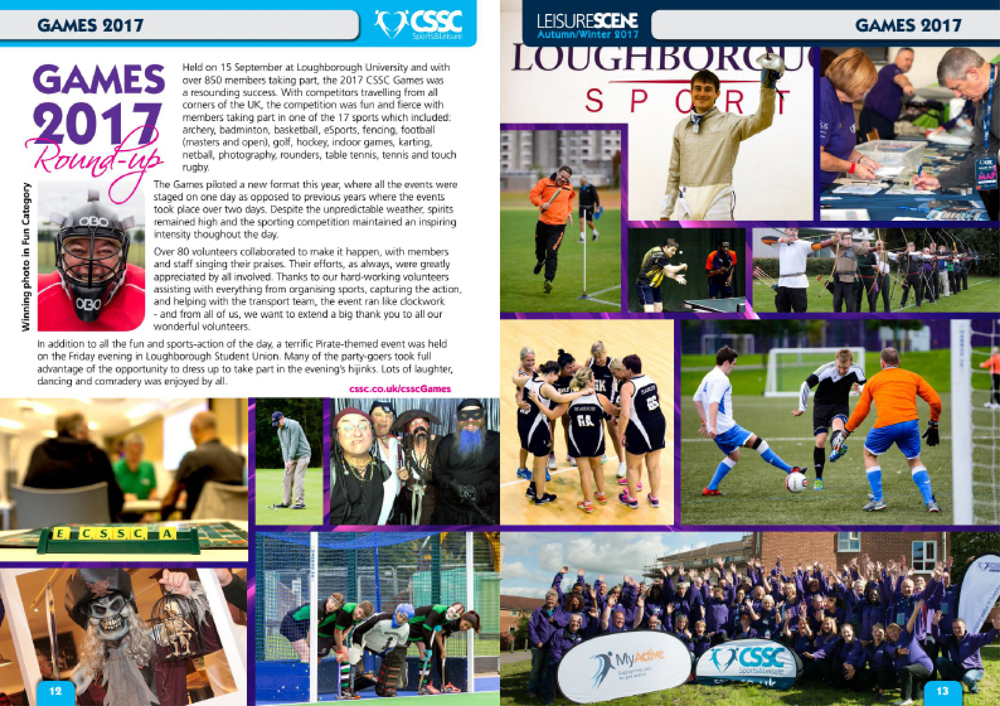 GAMES 2017
CSSC
Sports&Leisure
GAMES
2017
Round-up
Held on 15 September at Loughborough University and with
over 850 members taking part, the 2017 CSSC Games was
a resounding success. With competitors travelling from all
corners of the UK, the competition was fun and fierce with
members taking part in one of the 17 sports which included:
archery, badminton, basketball, eSports, fencing, football
(masters and open), golf, hockey, indoor games, karting,
netball, photography, rounders, table tennis, tennis and touch
rugby.
The Games piloted a new format this year, where all the events were
staged on one day as opposed to previous years where the events
took place over two days. Despite the unpredictable weather, spirits
remained high and the sporting competition maintained an inspiring
intensity thoughout the day.
Over 80 volunteers collaborated to make it happen, with members
and staff singing their praises. Their efforts, as always, were greatly
appreciated by all involved. Thanks to our hard-working volunteers
assisting with everything from organising sports, capturing the action,
and helping with the transport team, the event ran like clockwork
- and from all of us, we want to extend a big thank you to all our
wonderful volunteers.
Winning photo in Fun Category
OBO
OBO
In addition to all the fun and sports-action of the day, a terrific Pirate-themed event was held
on the Friday evening in Loughborough Student Union. Many of the party-goers took full
advantage of the opportunity to dress up to take part in the evening's hijinks. Lots of laughter,
dancing and comradery was enjoyed by all.
cssc.co.uk/csscGames
E C S S C A
12
LEISURESCENE
Autumn/Winter 2017
GAMES 2017
LOUGHBOROUG
SPORT
MAP
GK
GA
GS
MyActive
CSSC
Sports&Leisure
13